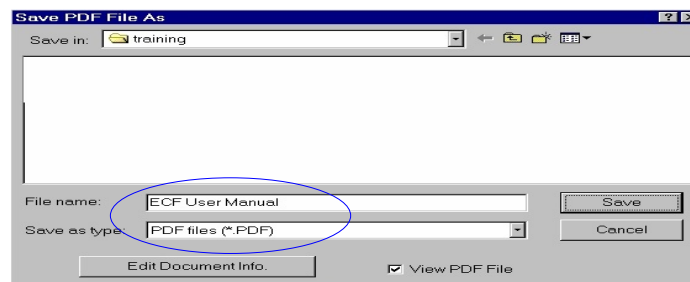 Save PDF File As
Save in: training
File name: ECF User Manual Save
Save as type: PDF files (*.PDF) Cancel
Edit Document Info. View PDF File